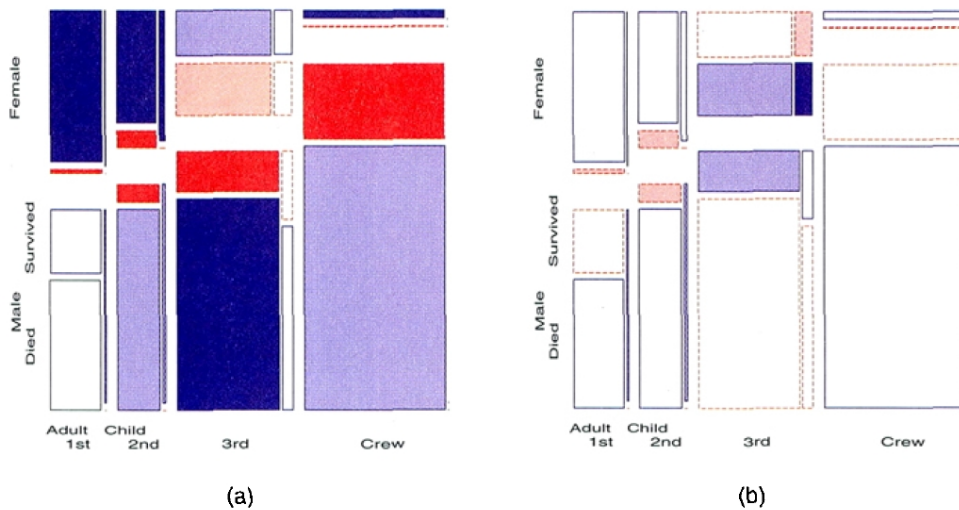 Female
Survived
Male
Died
Adult Child
1st 2nd 3rd Crew
(a)
Female
Survived
Male
Died
Adult Child
1st 2nd 3rd Crew
(b)